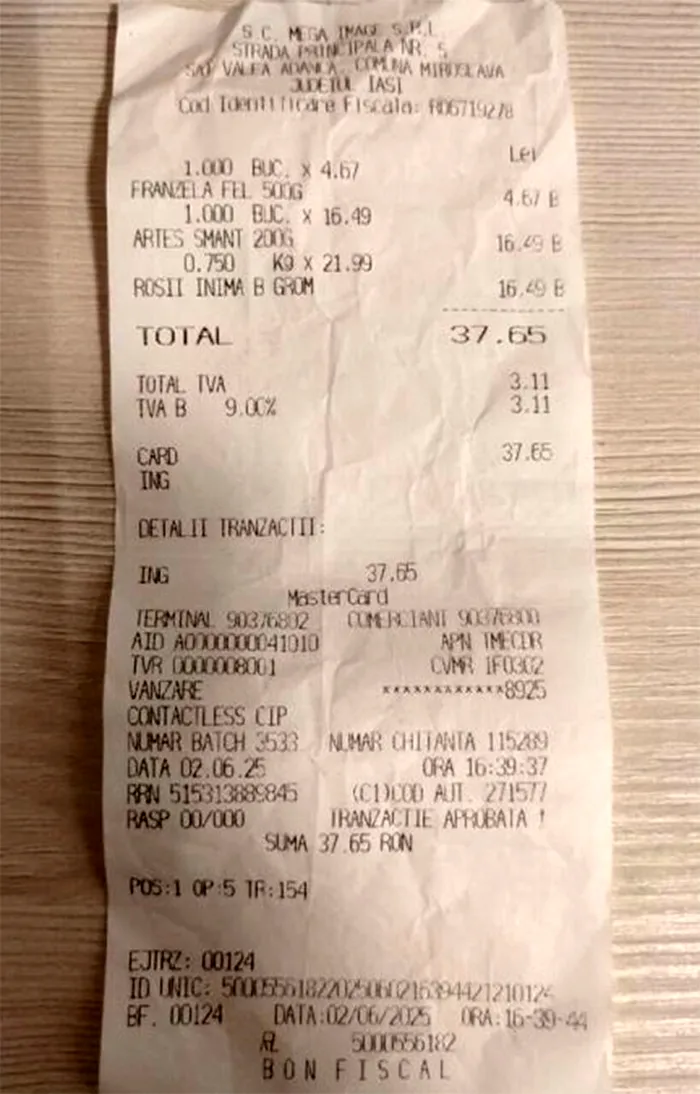 S.C. MEGA IMAGE S.R.L
STRADA PRINCIPALA NR. 5
SAT VALEA ADANCA, COMUNA MIROSLAVA
JUDETUL IASI
Cod Identificare Fiscala: RO6719278
Lei
1.000 BUC. x 4.67
FRANZELA FEL 500G 4.67 B
1.000 BUC. x 16.49
ARTES SMANT 200G 16.49 B
0.750 Kg x 21.99
ROSII INIMA B GROM 16.49 B
TOTAL 37.65
TOTAL TVA 3.11
TVA B 9.00% 3.11
CARD 37.65
ING
DETALII TRANZACTII:
ING 37.65
MasterCard
TERMINAL 90376802 COMERCIANT 90376800
AID A0000000041010 APN TMECDR
TVR 0000008001 CVMR 1F0302
VANZARE ************8925
CONTACTLESS CIP
NUMAR BATCH 3533 NUMAR CHITANTA 115289
DATA 02.06.25 ORA 16:39:37
RRN 515313889845 (C1)COD AUT. 271577
RASP 00/000 TRANZACTIE APROBATA !
SUMA 37.65 RON
POS:1 OP:5 TR:154
EJTRZ: 00124
ID UNIC: 5000556182202506021639442121012​4
BF. 00124 DATA:02/06/2025 ORA:16-39-44
5000556182
BON FISCAL